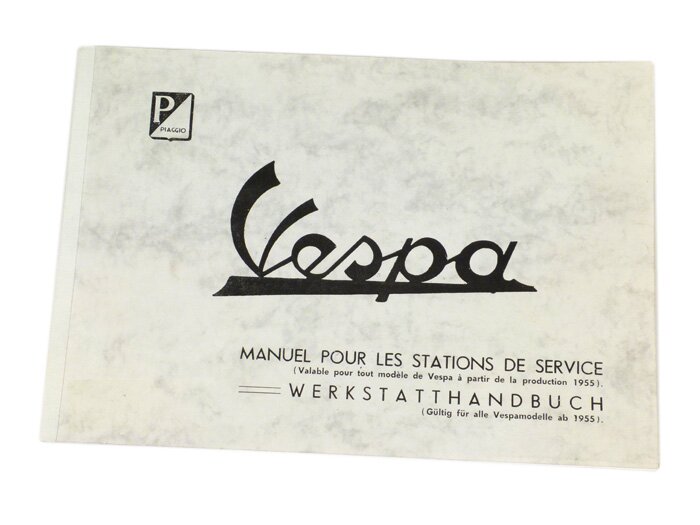 P
PIAGGIO
Vespa
MANUEL POUR LES STATIONS DE SERVICE
(Valable pour tout modèle de Vespa à partir de la production 1955).
WERKSTATTHANDBUCH
(Gültig für alle Vespamodelle ab 1955).